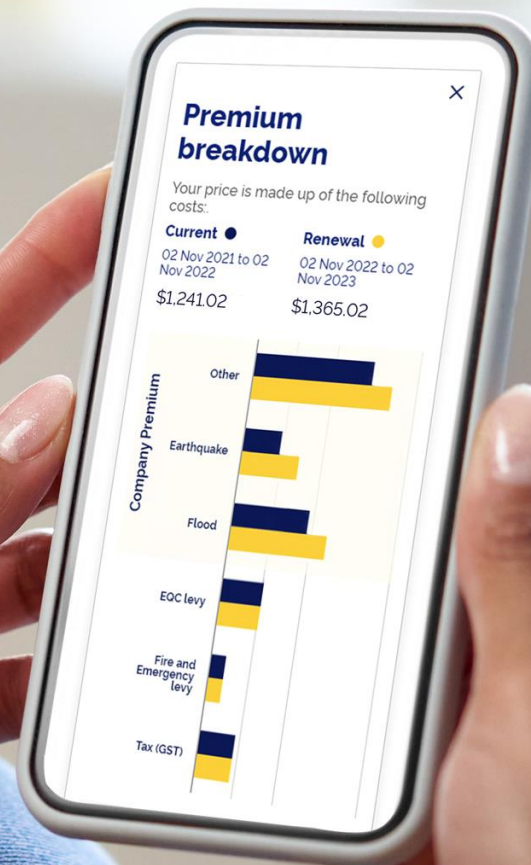 Premium
breakdown
Your price is made up of the following
costs:.
Current
Renewal
02 Nov 2021 to 02
Nov 2022
02 Nov 2022 to 02
Nov 2023
$1,241.02
$1,365.02
Company Premium
Other
Earthquake
Flood
EQC levy
Fire and
Emergency
levy
Tax (GST)